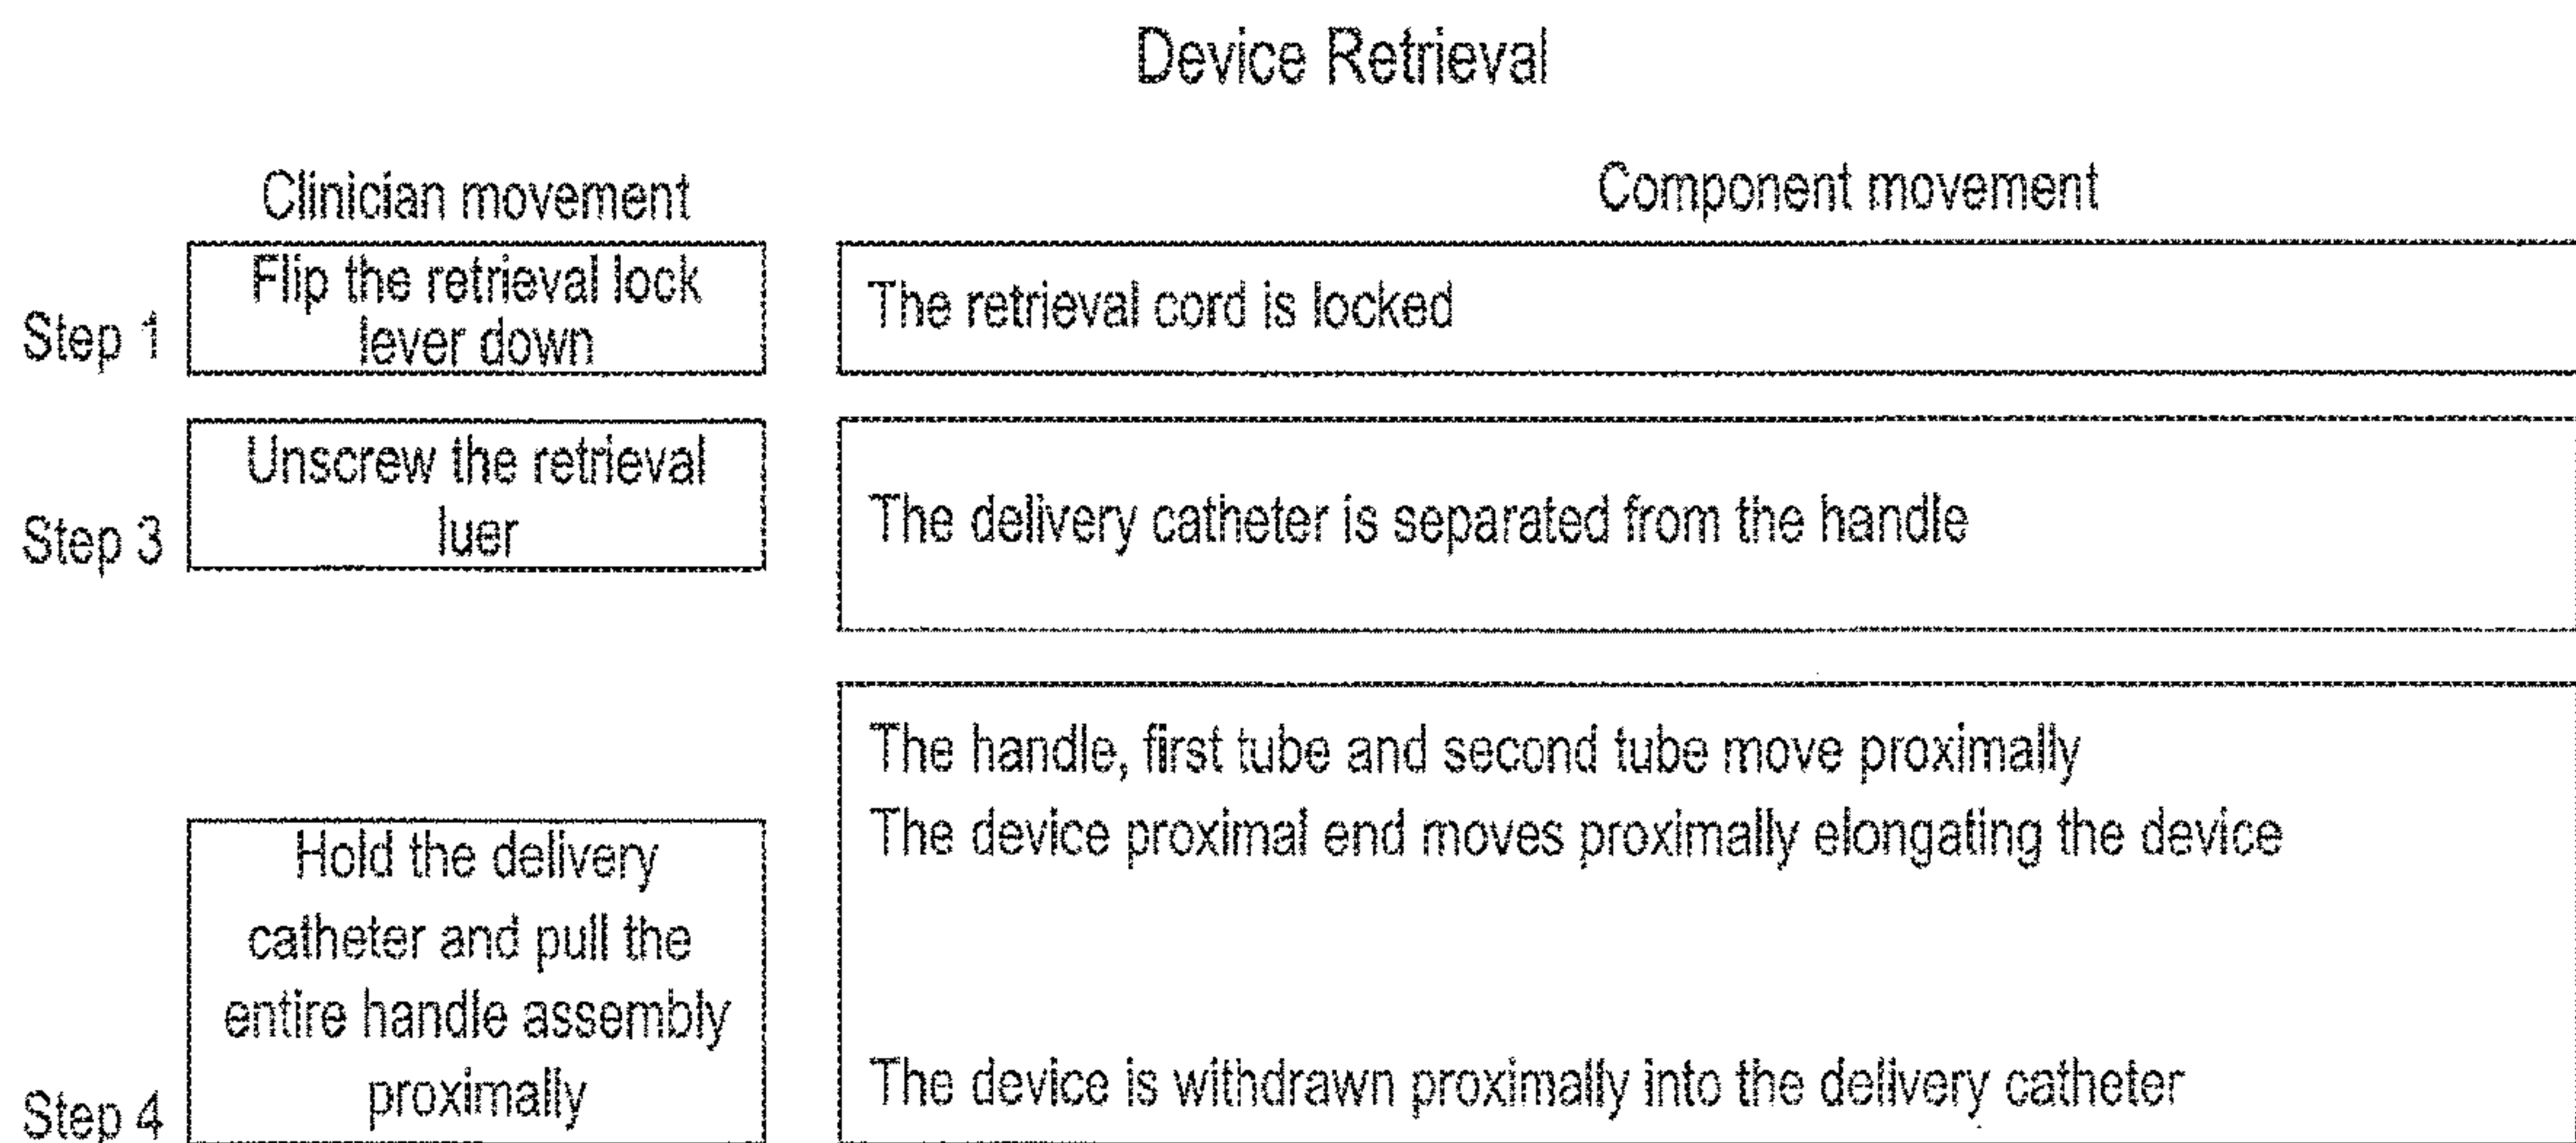 Device Retrieval
Clinician movement
Component movement
Step 1
Flip the retrieval lock
lever down
The retrieval cord is locked
Step 3
Unscrew the retrieval
luer
The delivery catheter is separated from the handle
Step 4
Hold the delivery
catheter and pull the
entire handle assembly
proximally
The handle, first tube and second tube move proximally
The device proximal end moves proximally elongating the device
The device is withdrawn proximally into the delivery catheter